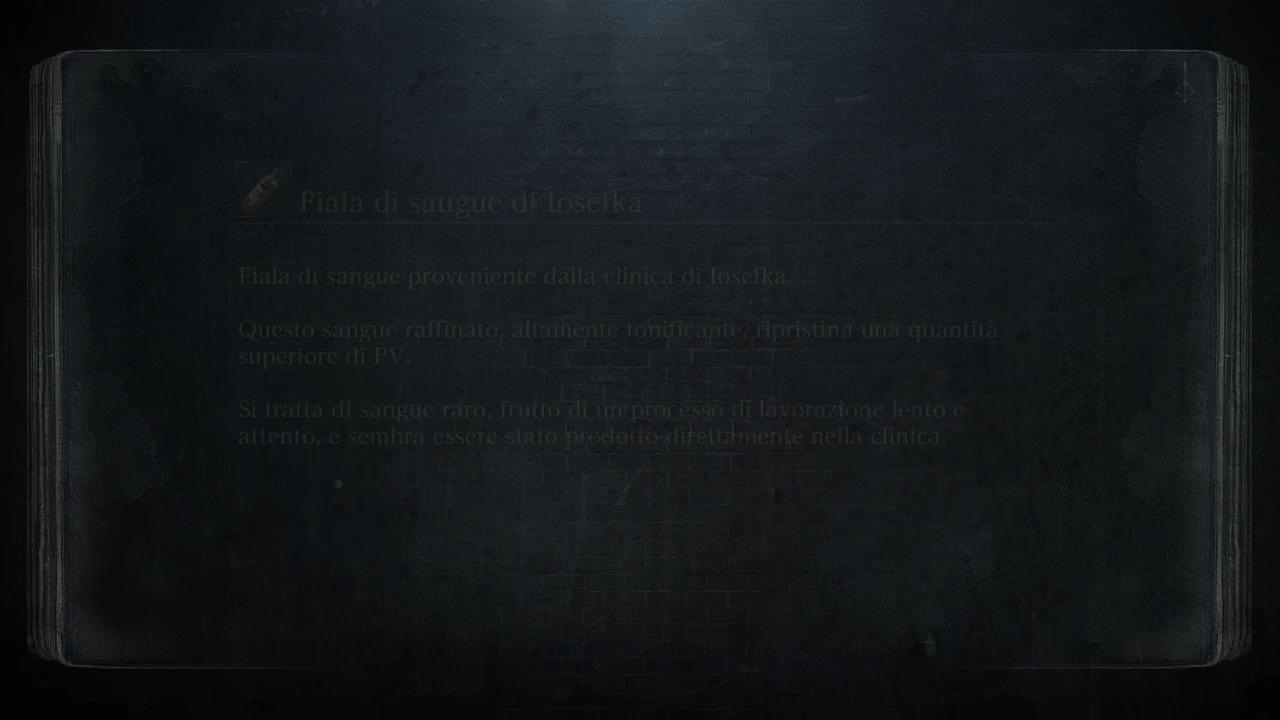 Fiala di sangue di Iosefka
Fiala di sangue proveniente dalla clinica di Iosefka.
Questo sangue raffinato, altamente tonificante, ripristina una quantità
superiore di PV.
Si tratta di sangue raro, frutto di un processo di lavorazione lento e
attento, e sembra essere stato prodotto direttamente nella clinica.